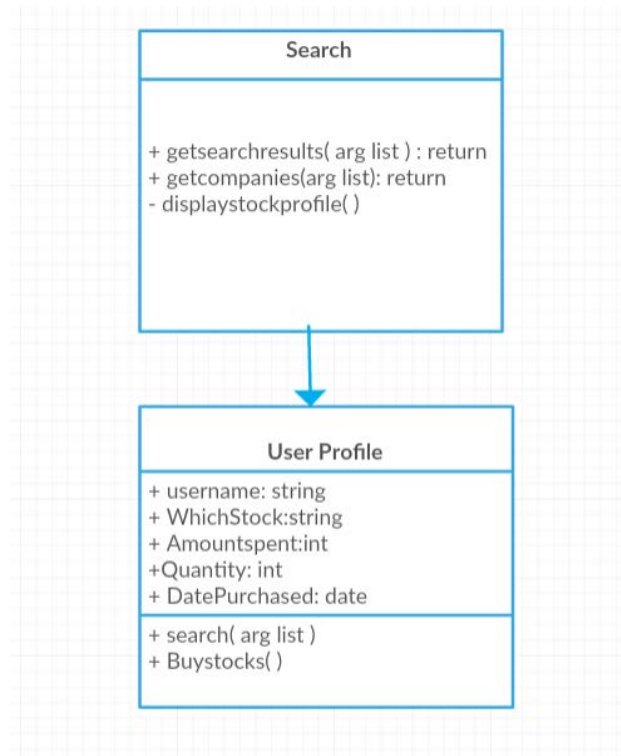 Search
+ getsearchresults( arg list ) : return
+ getcompanies(arg list): return
- displaystockprofile( )
User Profile
+ username: string
+ WhichStock:string
+ Amountspent:int
+Quantity: int
+ DatePurchased: date
+ search( arg list )
+ Buystocks( )